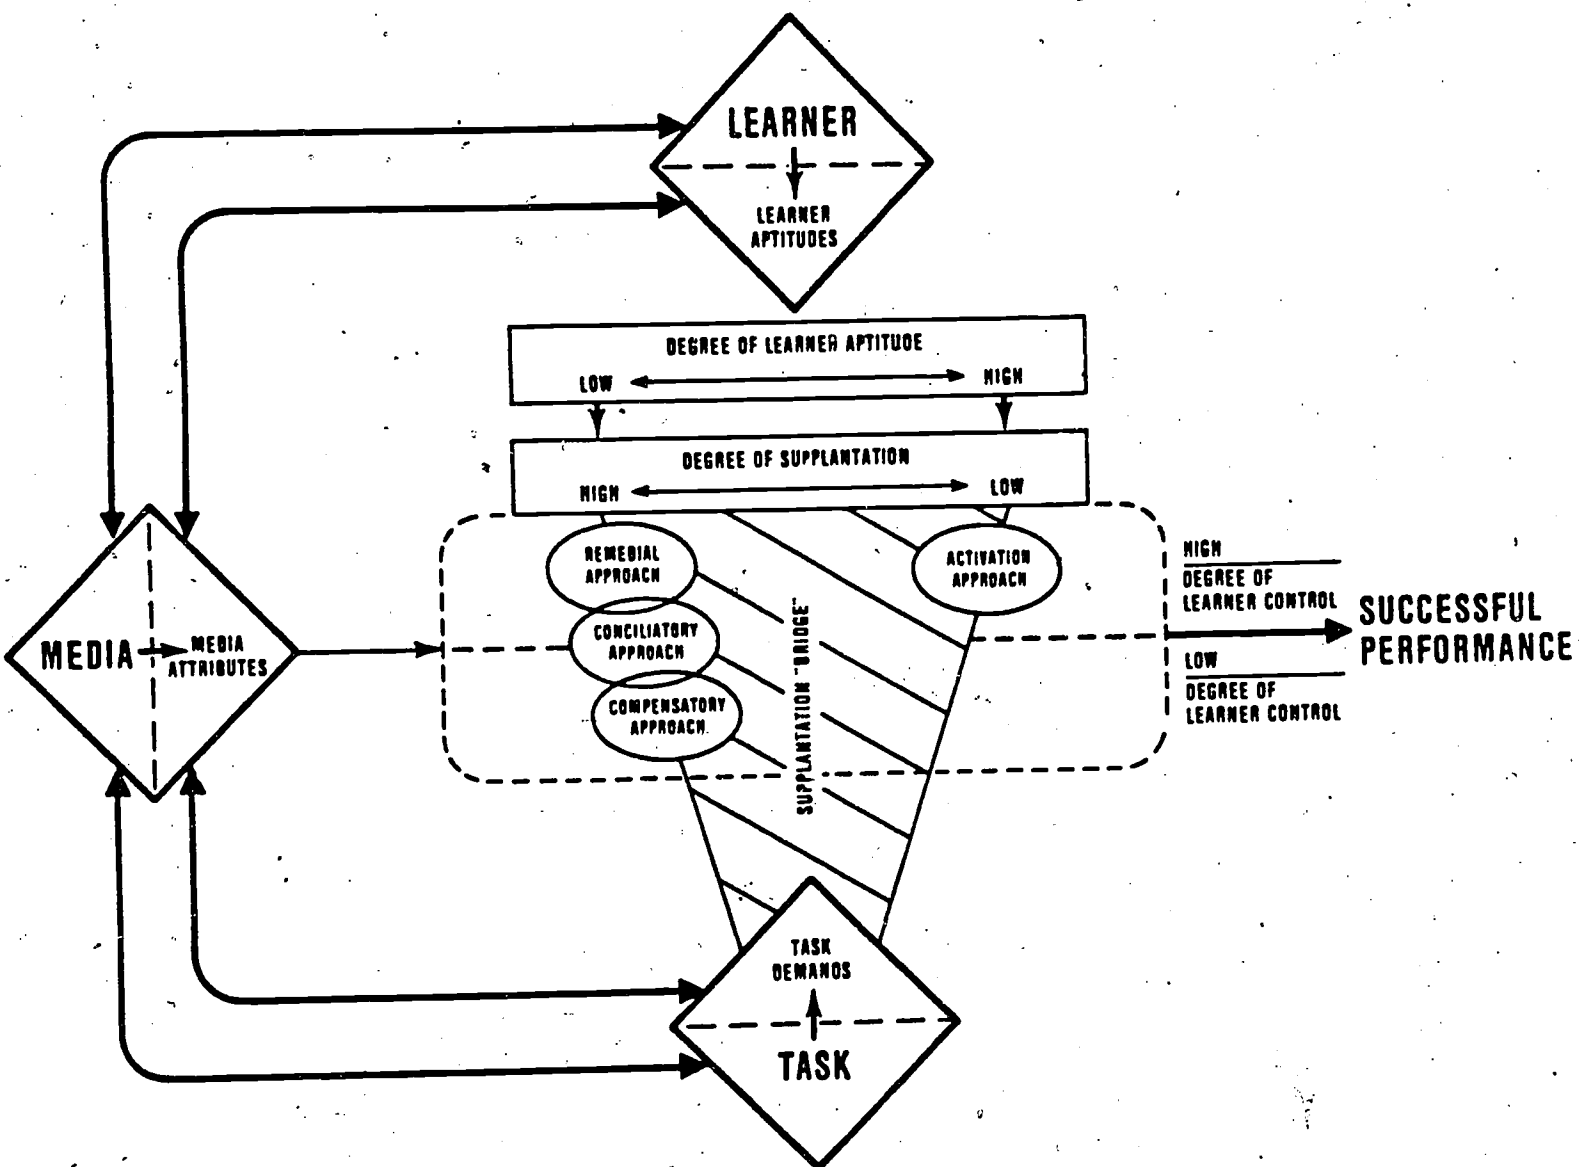 LEARNER
LEARNER
APTITUDES
DEGREE OF LEARNER APTITUDE
LOW
HIGH
DEGREE OF SUPPLANTATION
HIGH
LOW
REMEDIAL
APPROACH
ACTIVATION
APPROACH
CONCILIATORY
APPROACH
COMPENSATORY
APPROACH
SUPPLANTATION "BRIDGE"
MEDIA
MEDIA
ATTRIBUTES
HIGH
DEGREE OF
LEARNER CONTROL
LOW
DEGREE OF
LEARNER CONTROL
SUCCESSFUL
PERFORMANCE
TASK
DEMANDS
TASK